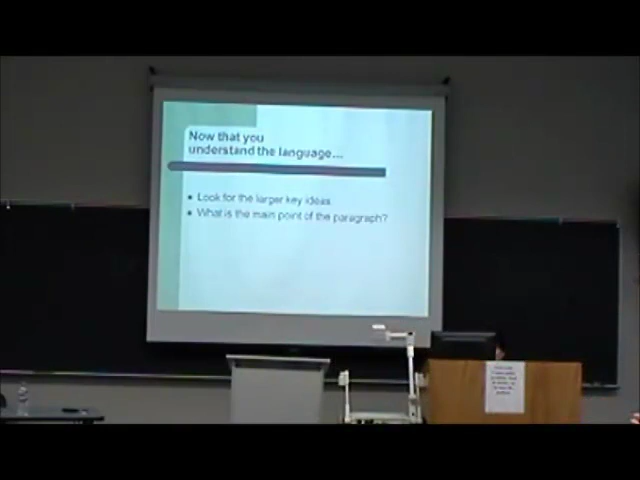 Now that you
understand the language...
Look for the larger key ideas
What is the main point of the paragraph?